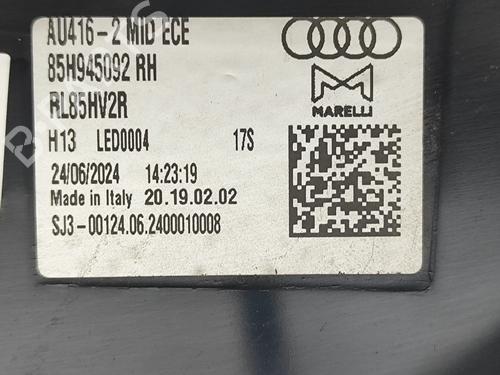 AU416-2 MID ECE
85H945092 RH
RL85HV2R
MARELLI
H13 LED0004 17S
24/06/2024 14:23:19
Made in Italy 20.19.02.02
SJ3-00124.06.2400010008